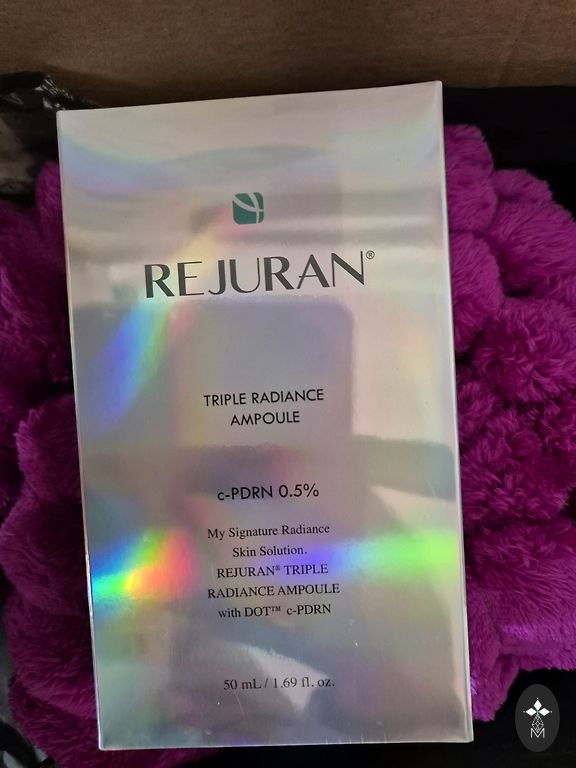 REJURAN®
TRIPLE RADIANCE
AMPOULE
c-PDRN 0.5%
My Signature Radiance
Skin Solution.
REJURAN® TRIPLE
RADIANCE AMPOULE
with DOT™ c-PDRN
50 mL / 1.69 fl. oz.
M